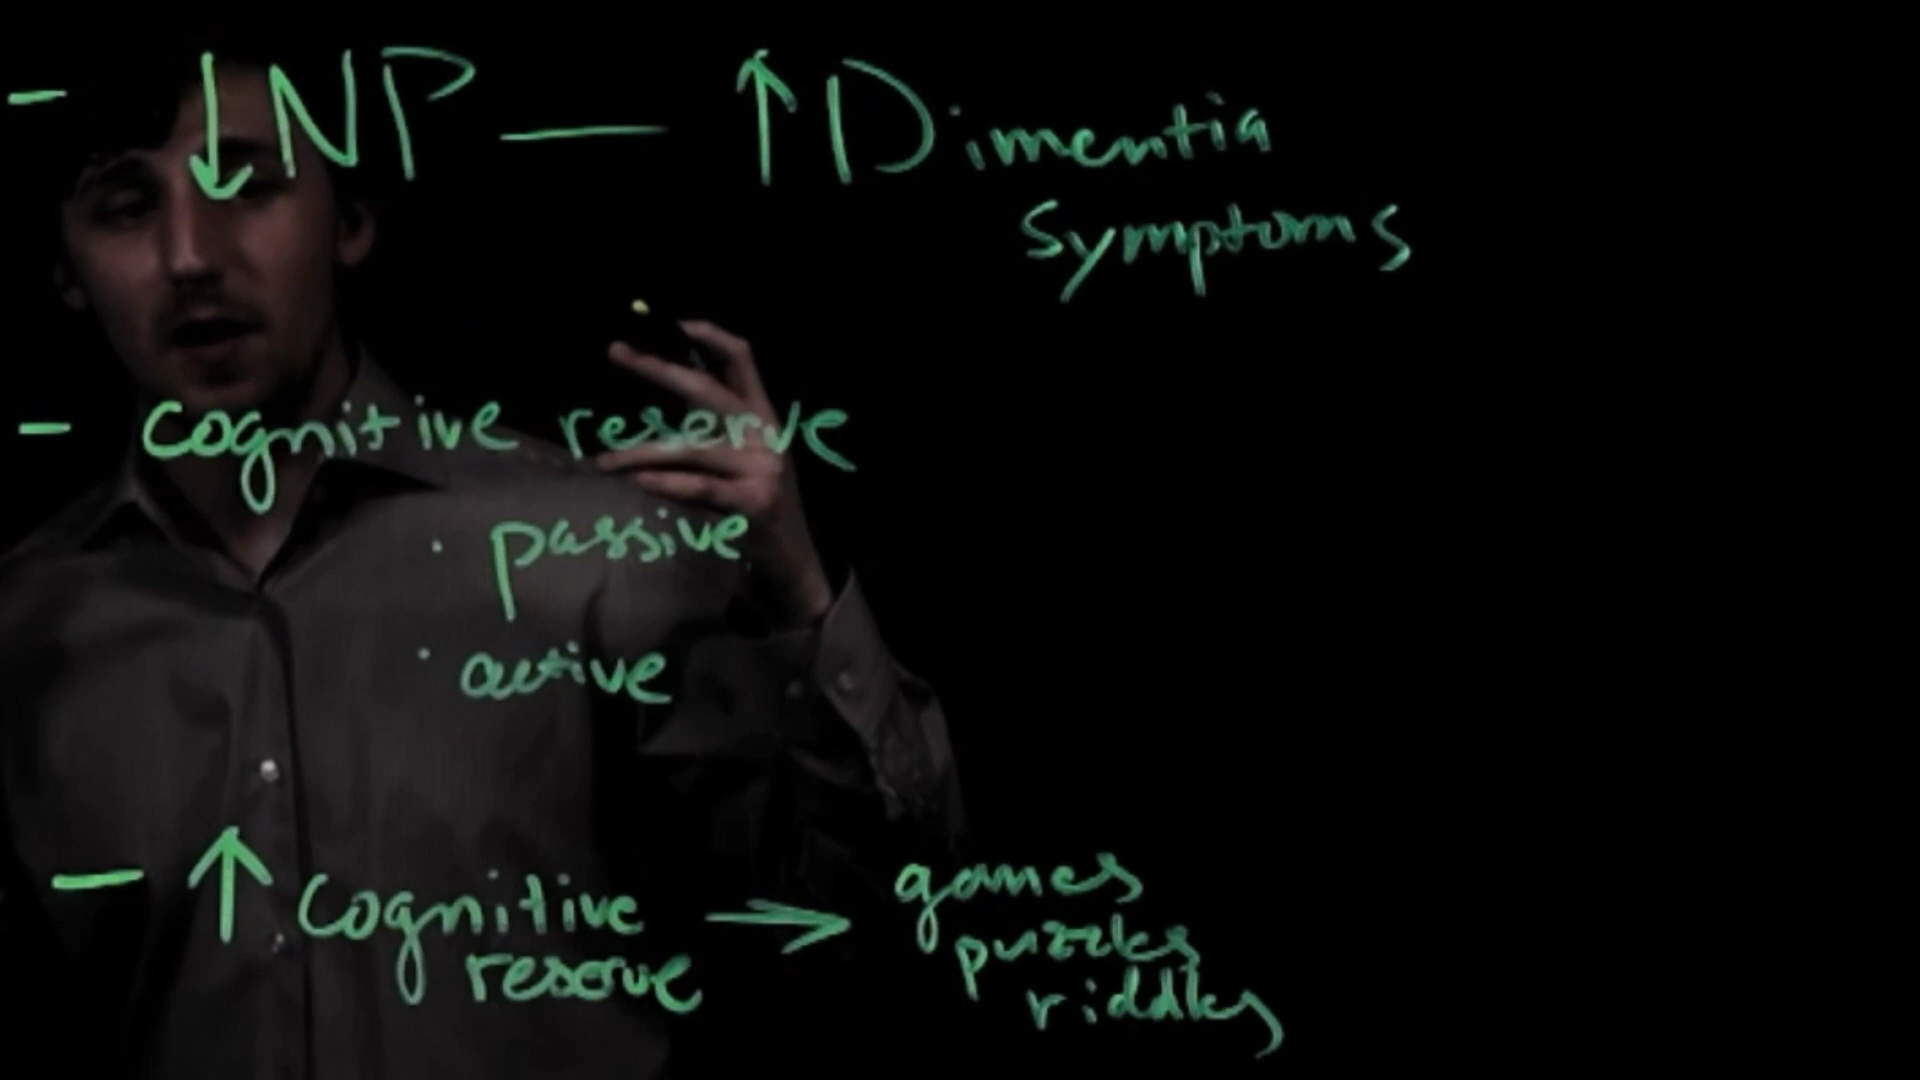 - ↓ NP — ↑ Dimentia
symptoms
- cognitive reserve
· passive
· active
- ↑ cognitive → games
reserve puzzles
riddles